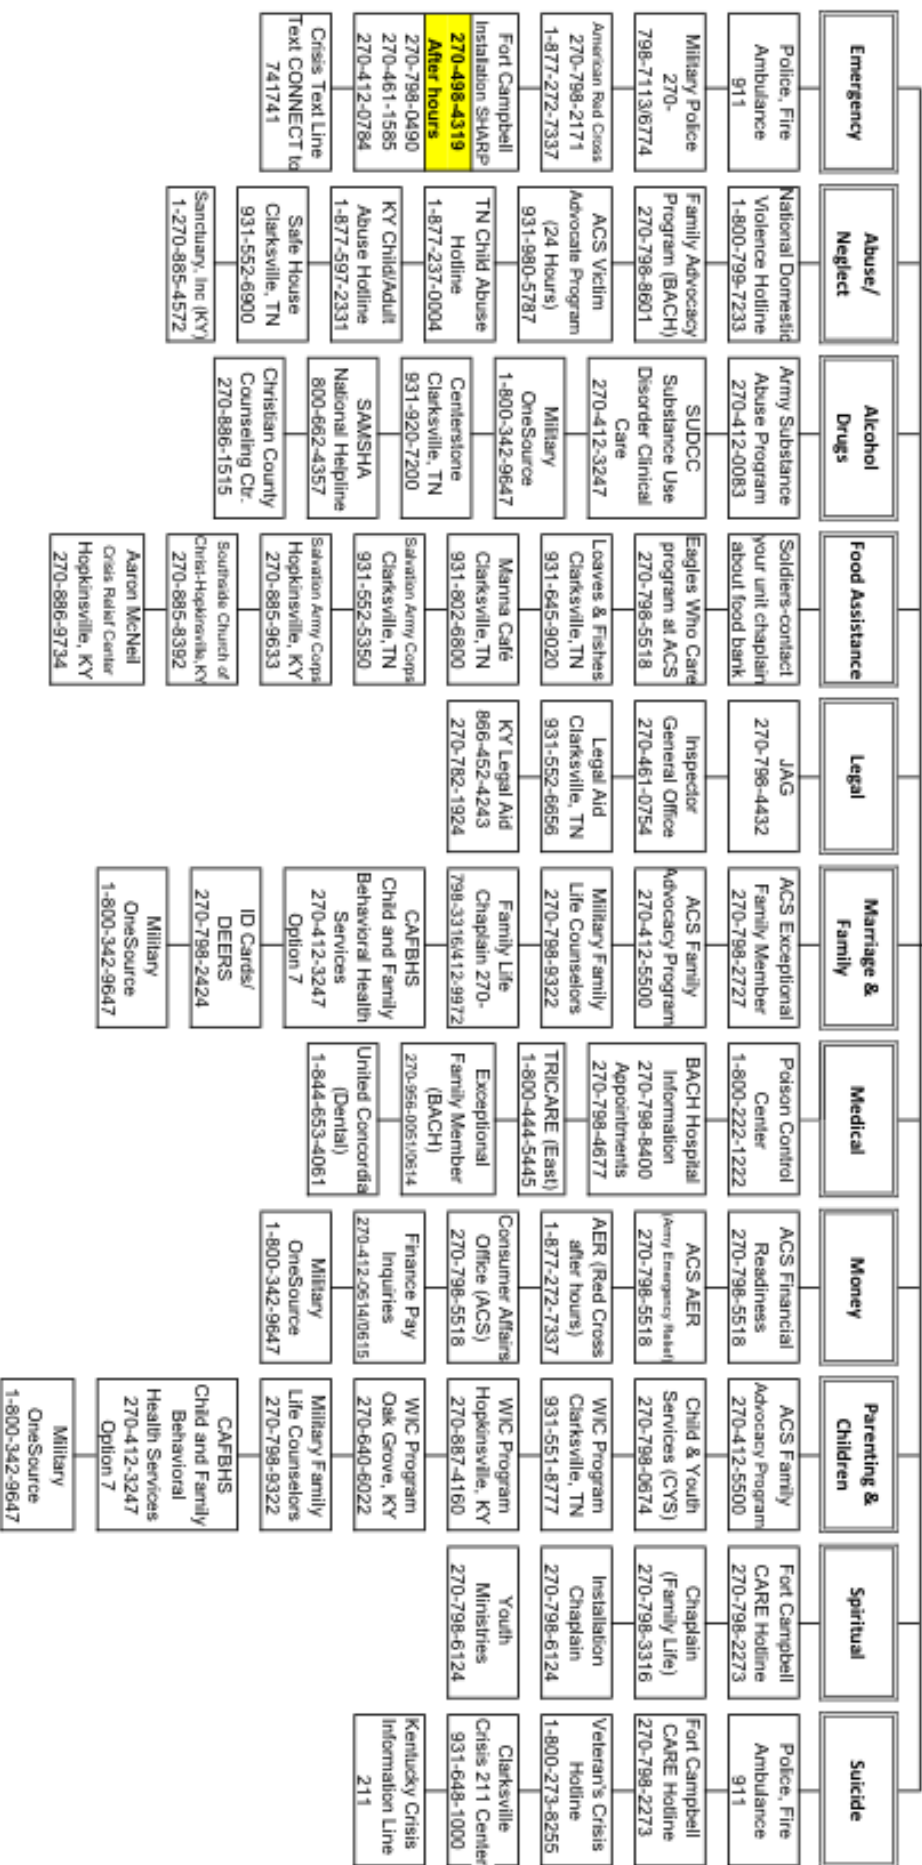 Emergency
Police, Fire
Ambulance
911
Military Police
270-
798-7113/6774
American Red Cross
270-798-2171
1-877-272-7337
Fort Campbell
Installation SHARP
270-498-4319
After hours
270-798-0490
270-461-1585
270-412-0784
Crisis Text Line
Text CONNECT to
741741
Abuse/
Neglect
National Domestic
Violence Hotline
1-800-799-7233
Family Advocacy
Program (BACH)
270-798-8601
ACS Victim
Advocate Program
(24 Hours)
931-980-5787
TN Child Abuse
Hotline
1-877-237-0004
KY Child/Adult
Abuse Hotline
1-877-597-2331
Safe House
Clarksville, TN
931-552-6900
Sanctuary, Inc (KY)
1-270-885-4572
Alcohol
Drugs
Army Substance
Abuse Program
270-412-0083
SUDCC
Substance Use
Disorder Clinical
Care
270-412-3247
Military
OneSource
1-800-342-9647
Centerstone
Clarksville, TN
931-920-7200
SAMSHA
National Helpline
800-662-4357
Christian County
Counseling Ctr.
270-886-1515
Food Assistance
Soldiers-contact
your unit chaplain
about food bank
Eagles Who Care
program at ACS
270-798-5518
Loaves & Fishes
Clarksville, TN
931-645-9020
Manna Café
Clarksville, TN
931-802-6800
Salvation Army Corps
Clarksville, TN
931-552-5350
Salvation Army Corps
Hopkinsville, KY
270-885-9633
Southside Church of
Christ-Hopkinsville,KY
270-885-8392
Aaron McNeil
Crisis Relief Center
Hopkinsville, KY
270-886-9734
Legal
JAG
270-798-4432
Inspector
General Office
270-461-0754
Legal Aid
Clarksville, TN
931-552-6656
KY Legal Aid
866-452-4243
270-782-1924
Marriage &
Family
ACS Exceptional
Family Member
270-798-2727
ACS Family
Advocacy Program
270-412-5500
Military Family
Life Counselors
270-798-9322
Family Life
Chaplain 270-
798-3316/412-9972
CAFBHS
Child and Family
Behavioral Health
Services
270-412-3247
Option 7
ID Cards/
DEERS
270-798-2424
Military
OneSource
1-800-342-9647
Medical
Poison Control
Center
1-800-222-1222
BACH Hospital
Information
270-798-8400
Appointments
270-798-4677
TRICARE (East)
1-800-444-5445
Exceptional
Family Member
(BACH)
270-956-0051/0614
United Concordia
(Dental)
1-844-653-4061
Money
ACS Financial
Readiness
270-798-5518
ACS AER
(Army Emergency Relief)
270-798-5518
AER (Red Cross
after hours)
1-877-272-7337
Consumer Affairs
Office (ACS)
270-798-5518
Finance Pay
Inquiries
270-412-0614/0615
Military
OneSource
1-800-342-9647
Parenting &
Children
ACS Family
Advocacy Program
270-412-5500
Child & Youth
Services (CYS)
270-798-0674
WIC Program
Clarksville, TN
931-551-8777
WIC Program
Hopkinsville, KY
270-887-4160
WIC Program
Oak Grove, KY
270-640-6022
Military Family
Life Counselors
270-798-9322
CAFBHS
Child and Family
Behavioral
Health Services
270-412-3247
Option 7
Military
OneSource
1-800-342-9647
Spiritual
Fort Campbell
CARE Hotline
270-798-2273
Chaplain
(Family Life)
270-798-3316
Installation
Chaplain
270-798-6124
Youth
Ministries
270-798-6124
Suicide
Police, Fire
Ambulance
911
Fort Campbell
CARE Hotline
270-798-2273
Veteran's Crisis
Hotline
1-800-273-8255
Clarksville
Crisis 211 Center
931-648-1000
Kentucky Crisis
Information Line
211